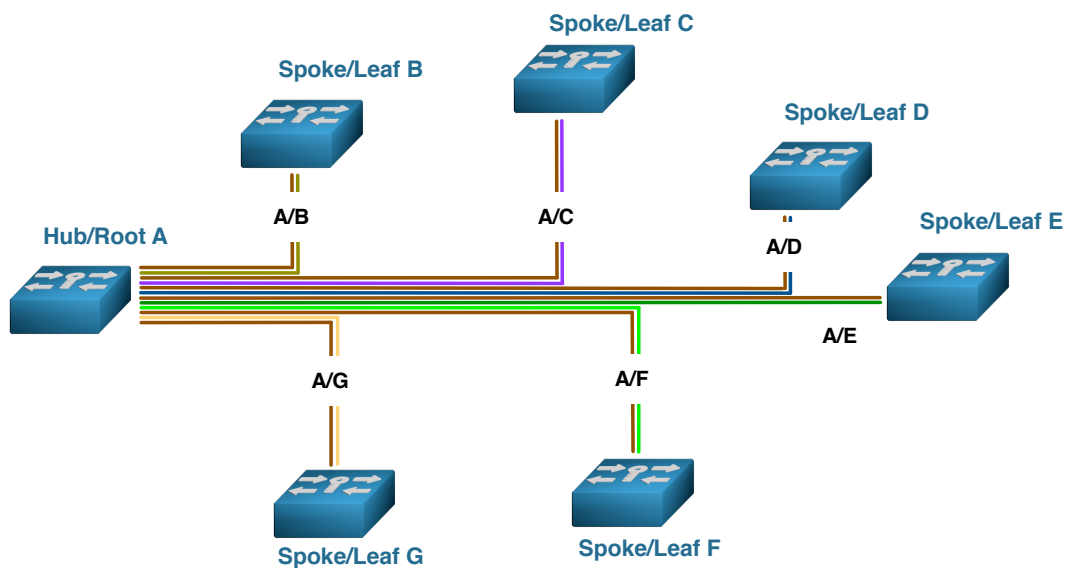 Spoke/Leaf C
Spoke/Leaf B
Spoke/Leaf D
A/B
A/C
Spoke/Leaf E
Hub/Root A
A/D
A/E
A/G
A/F
Spoke/Leaf F
Spoke/Leaf G